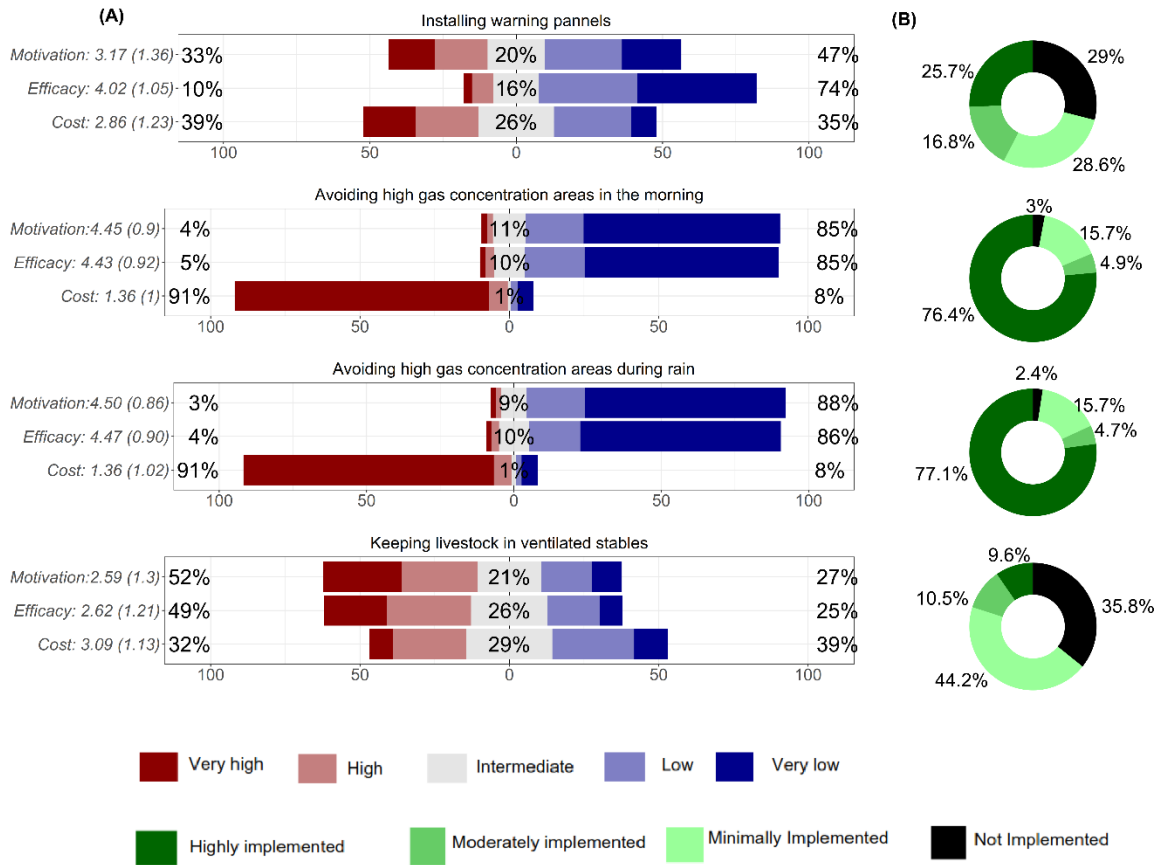 (A)
(B)
Installing warning pannels
Motivation: 3.17 (1.36) 33% 20% 47%
Efficacy: 4.02 (1.05) 10% 16% 74%
Cost: 2.86 (1.23) 39% 26% 35%
100 50 0 50 100
25.7% 29%
16.8% 28.6%
Avoiding high gas concentration areas in the morning
Motivation:4.45 (0.9) 4% 11% 85%
Efficacy: 4.43 (0.92) 5% 10% 85%
Cost: 1.36 (1) 91% 1% 8%
100 50 0 50 100
3%
15.7%
4.9%
76.4%
Avoiding high gas concentration areas during rain
Motivation:4.50 (0.86) 3% 9% 88%
Efficacy: 4.47 (0.90) 4% 10% 86%
Cost: 1.36 (1.02) 91% 1% 8%
100 50 0 50 100
2.4%
15.7%
4.7%
77.1%
Keeping livestock in ventilated stables
Motivation:2.59 (1.3) 52% 21% 27%
Efficacy: 2.62 (1.21) 49% 26% 25%
Cost: 3.09 (1.13) 32% 29% 39%
100 50 0 50 100
9.6%
10.5%
35.8%
44.2%
Very high High Intermediate Low Very low
Highly implemented Moderately implemented Minimally Implemented Not Implemented